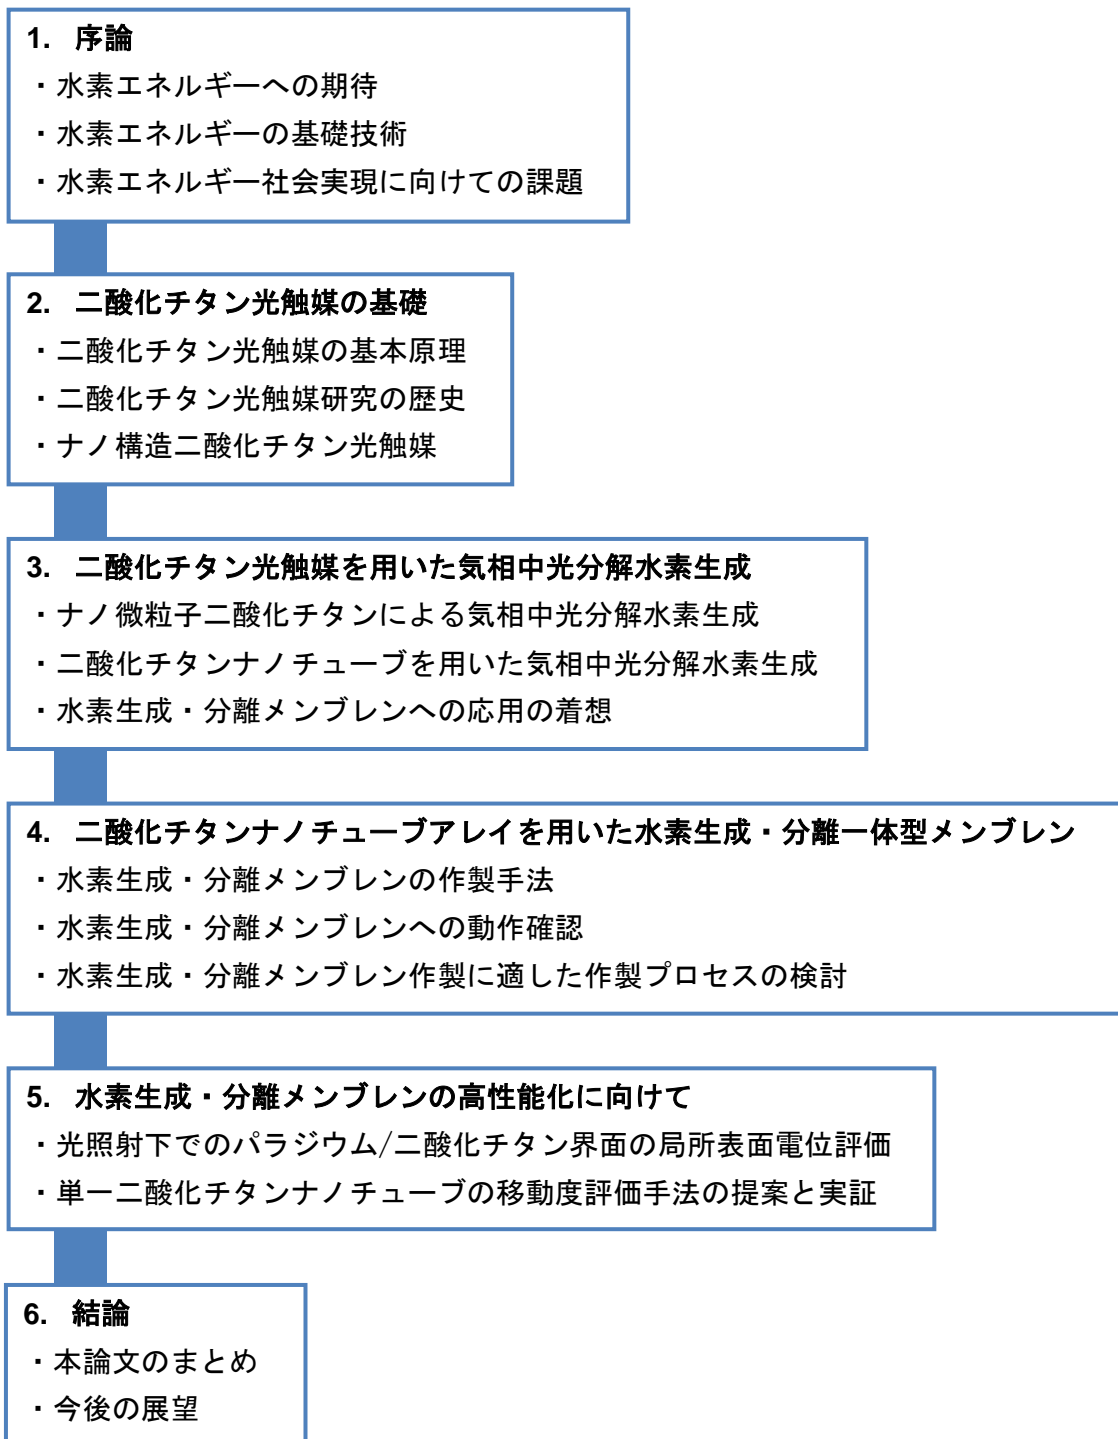 1. 序論
・水素エネルギーへの期待
・水素エネルギーの基礎技術
・水素エネルギー社会実現に向けての課題
2. 二酸化チタン光触媒の基礎
・二酸化チタン光触媒の基本原理
・二酸化チタン光触媒研究の歴史
・ナノ構造二酸化チタン光触媒
3. 二酸化チタン光触媒を用いた気相中光分解水素生成
・ナノ微粒子二酸化チタンによる気相中光分解水素生成
・二酸化チタンナノチューブを用いた気相中光分解水素生成
・水素生成・分離メンブレンへの応用の着想
4. 二酸化チタンナノチューブアレイを用いた水素生成・分離一体型メンブレン
・水素生成・分離メンブレンの作製手法
・水素生成・分離メンブレンへの動作確認
・水素生成・分離メンブレン作製に適した作製プロセスの検討
5. 水素生成・分離メンブレンの高性能化に向けて
・光照射下でのパラジウム/二酸化チタン界面の局所表面電位評価
・単一二酸化チタンナノチューブの移動度評価手法の提案と実証
6. 結論
・本論文のまとめ
・今後の展望